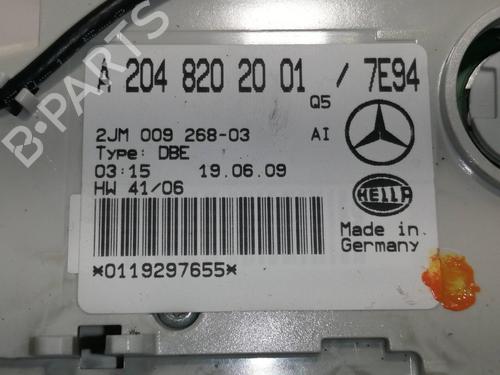 A 204 820 20 01 / 7E94
Q5
2JM 009 268-03 AI
Type: DBE
03:15 19.06.09
HW 41/06
HELLA
Made in
Germany
*0119297655*
B-PARTS